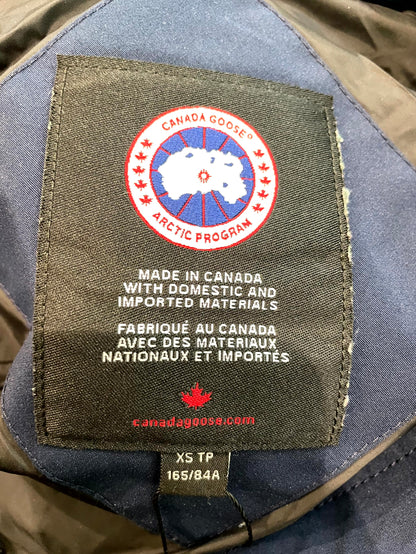 CANADA GOOSE®
ARCTIC PROGRAM
MADE IN CANADA
WITH DOMESTIC AND
IMPORTED MATERIALS
FABRIQUÉ AU CANADA
AVEC DES MATÉRIAUX
NATIONAUX ET IMPORTÉS
canadagoose.com
XS TP
165/84A